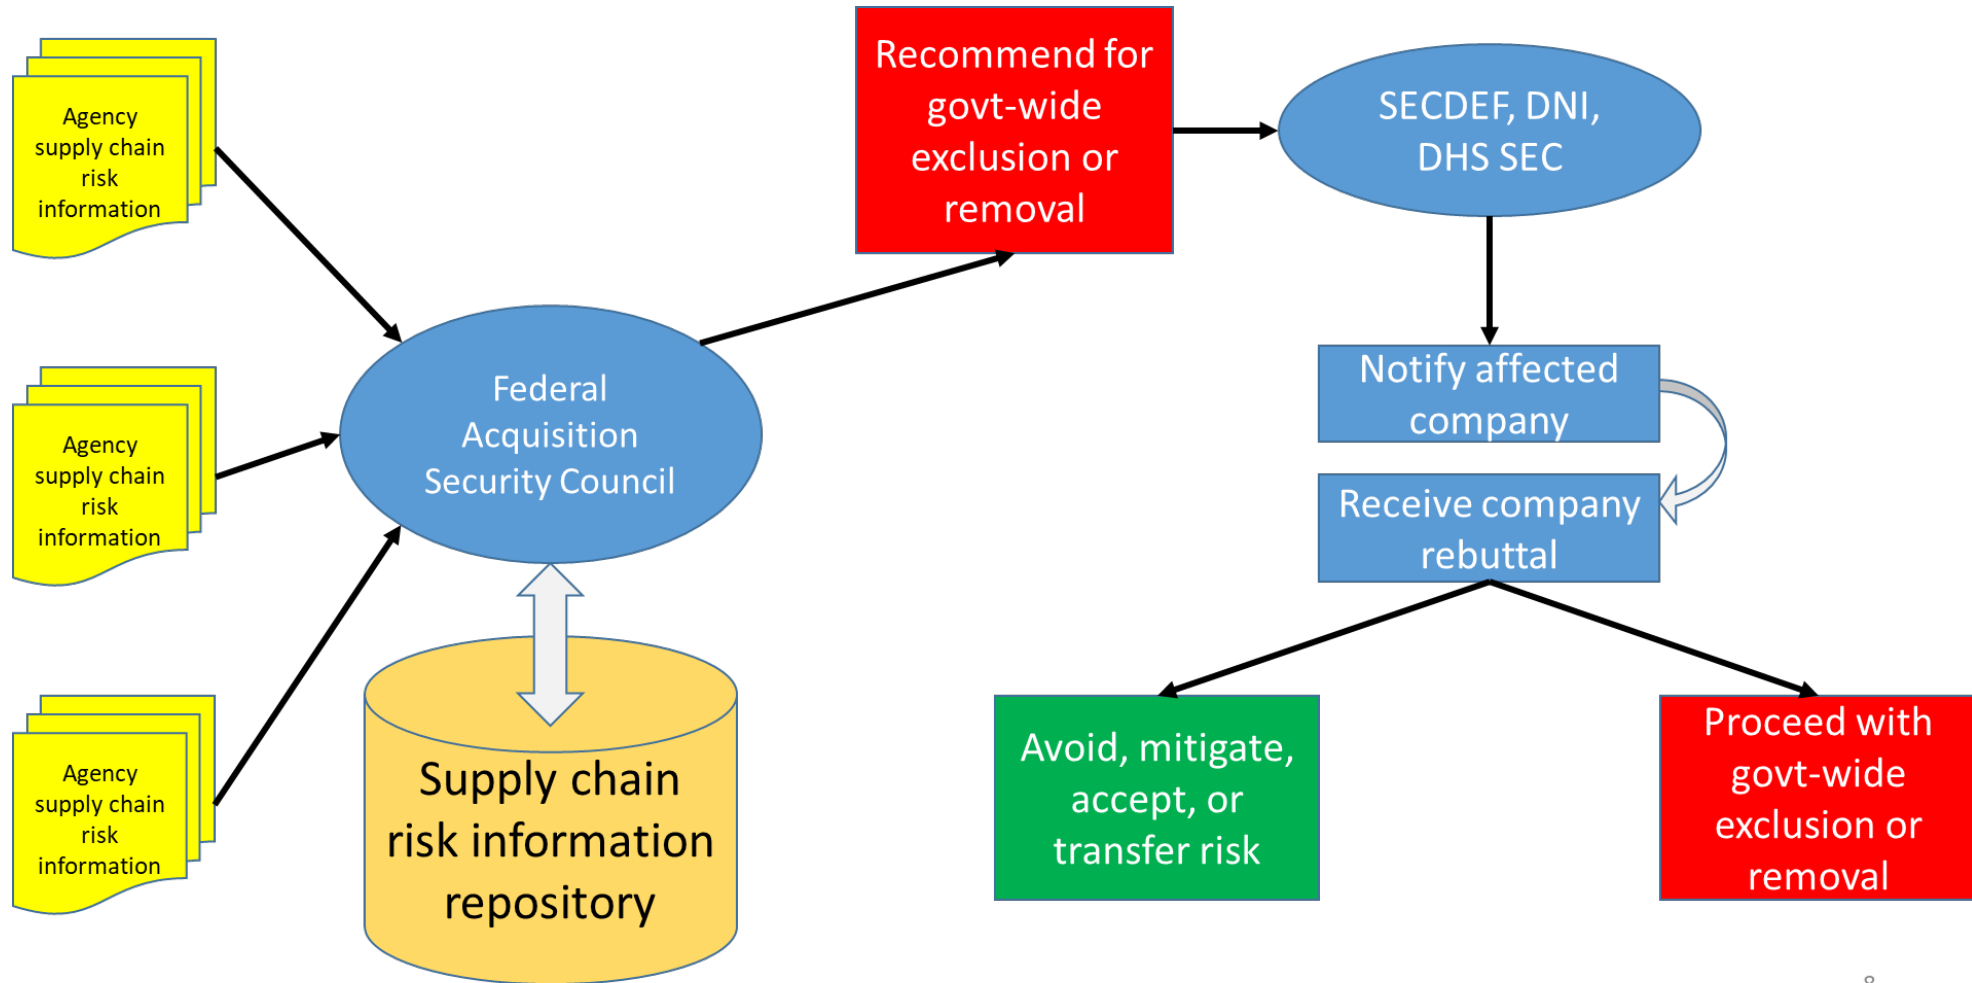 Agency
supply chain
risk
information
Agency
supply chain
risk
information
Agency
supply chain
risk
information
Federal
Acquisition
Security Council
Supply chain
risk information
repository
Recommend for
govt-wide
exclusion or
removal
SECDEF, DNI,
DHS SEC
Notify affected
company
Receive company
rebuttal
Avoid, mitigate,
accept, or
transfer risk
Proceed with
govt-wide
exclusion or
removal